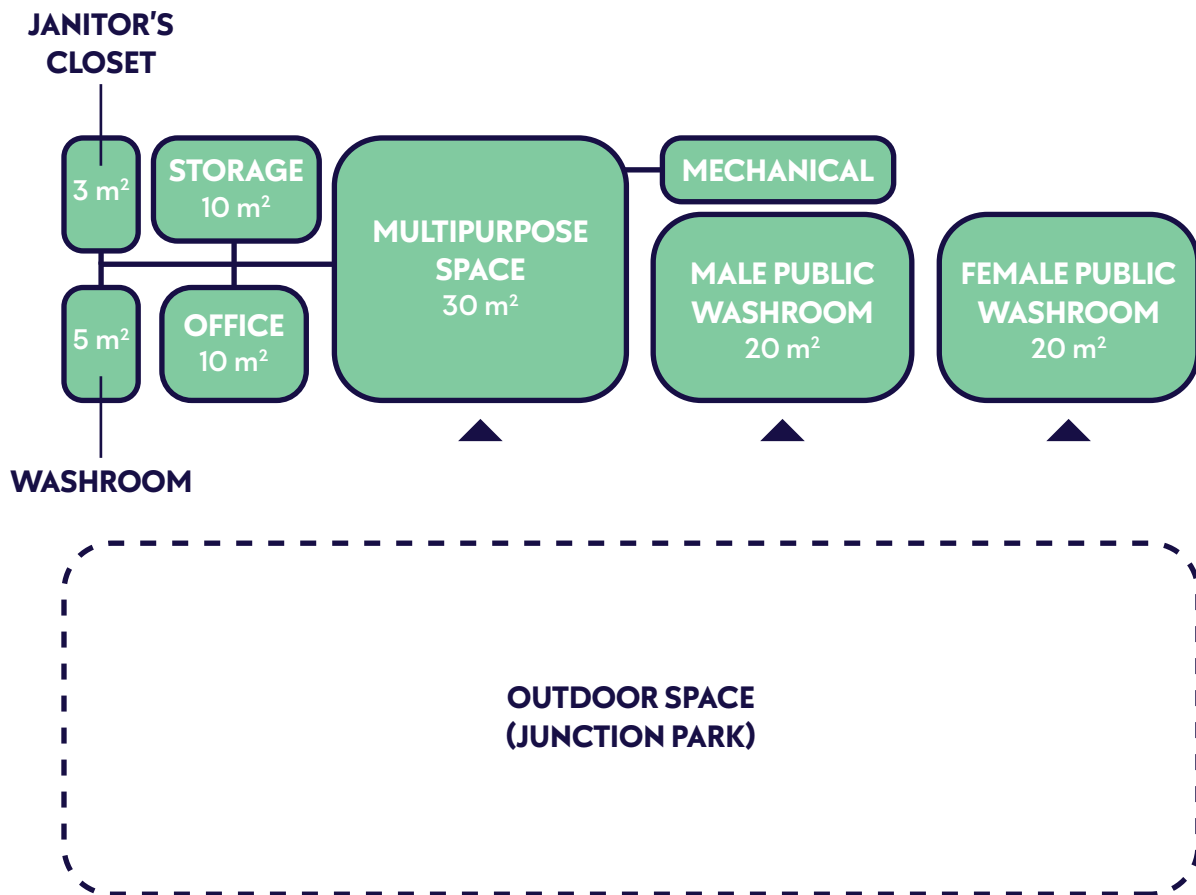 JANITOR'S
CLOSET
3 m²
STORAGE
10 m²
MULTIPURPOSE
SPACE
30 m²
MECHANICAL
5 m²
OFFICE
10 m²
MALE PUBLIC
WASHROOM
20 m²
FEMALE PUBLIC
WASHROOM
20 m²
WASHROOM
OUTDOOR SPACE
(JUNCTION PARK)